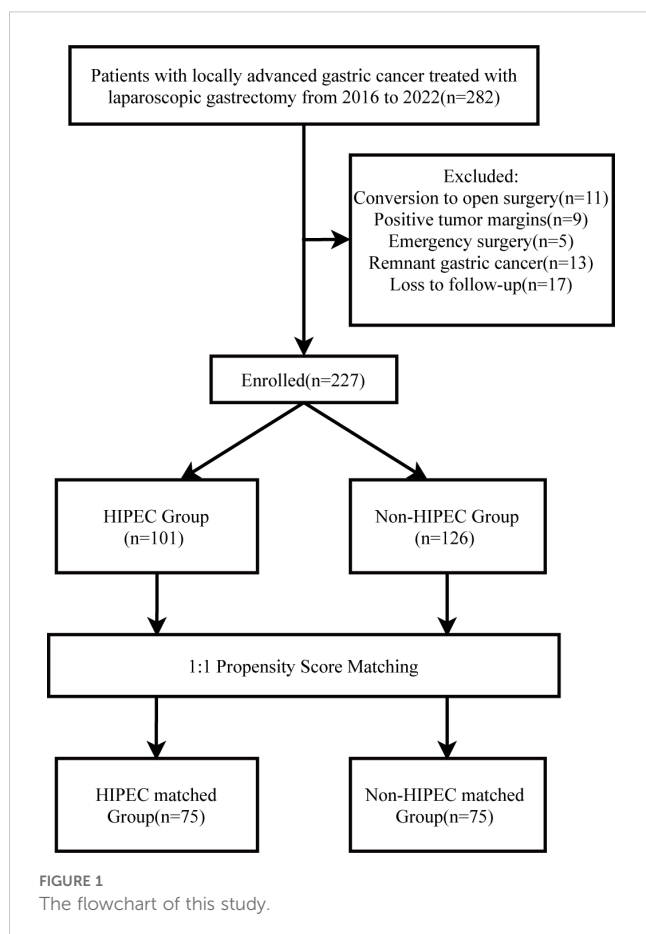 Patients with locally advanced gastric cancer treated with
laparoscopic gastrectomy from 2016 to 2022(n=282)
Excluded:
Conversion to open surgery(n=11)
Positive tumor margins(n=9)
Emergency surgery(n=5)
Remnant gastric cancer(n=13)
Loss to follow-up(n=17)
Enrolled(n=227)
HIPEC Group
(n=101)
Non-HIPEC Group
(n=126)
1:1 Propensity Score Matching
HIPEC matched
Group(n=75)
Non-HIPEC matched
Group(n=75)
FIGURE 1
The flowchart of this study.